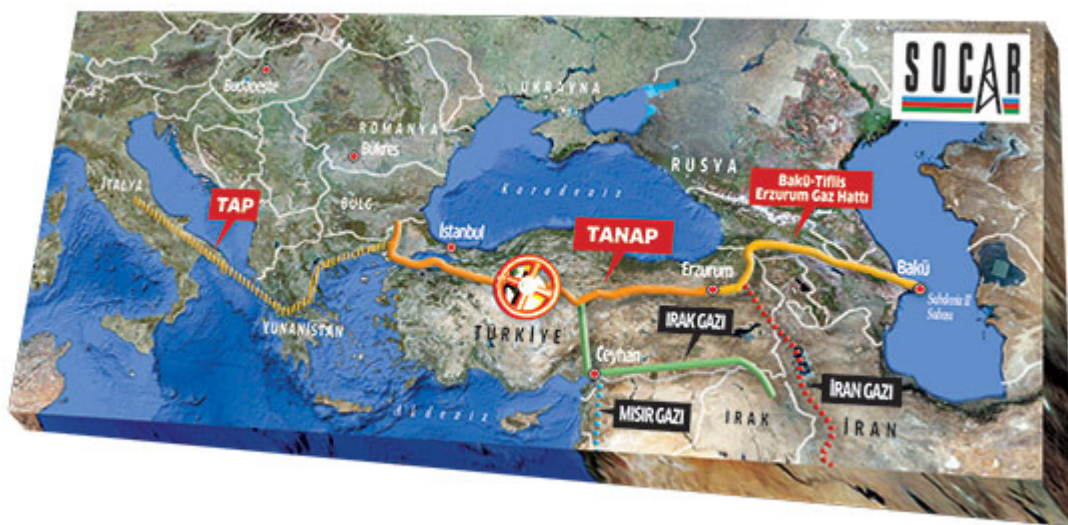 SOCAR
UKRAYNA
Budapeşte
ROMANYA
Bükreş
RUSYA
Bakü-Tiflis
Erzurum Gaz Hattı
İTALYA
TAP
Karadeniz
BULG
İstanbul
TANAP
Erzurum
Bakü
Şahdeniz II
Sahası
YUNANİSTAN
TÜRKİYE
IRAK GAZI
Ceyhan
İRAN GAZI
Akdeniz
MISIR GAZI
IRAK
İRAN